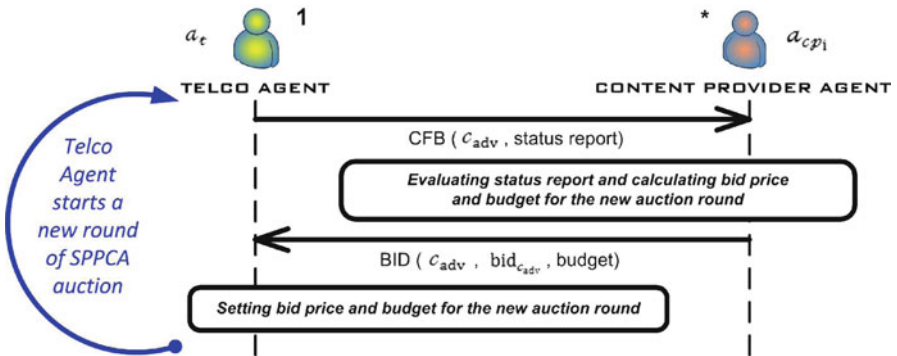 1
*
a_t
a_cp_i
TELCO AGENT
CONTENT PROVIDER AGENT
CFB ( c_adv , status report)
Telco
Agent
starts a
new round
of SPPCA
auction
Evaluating status report and calculating bid price
and budget for the new auction round
BID ( c_adv , bid_c_adv , budget)
Setting bid price and budget for the new auction round